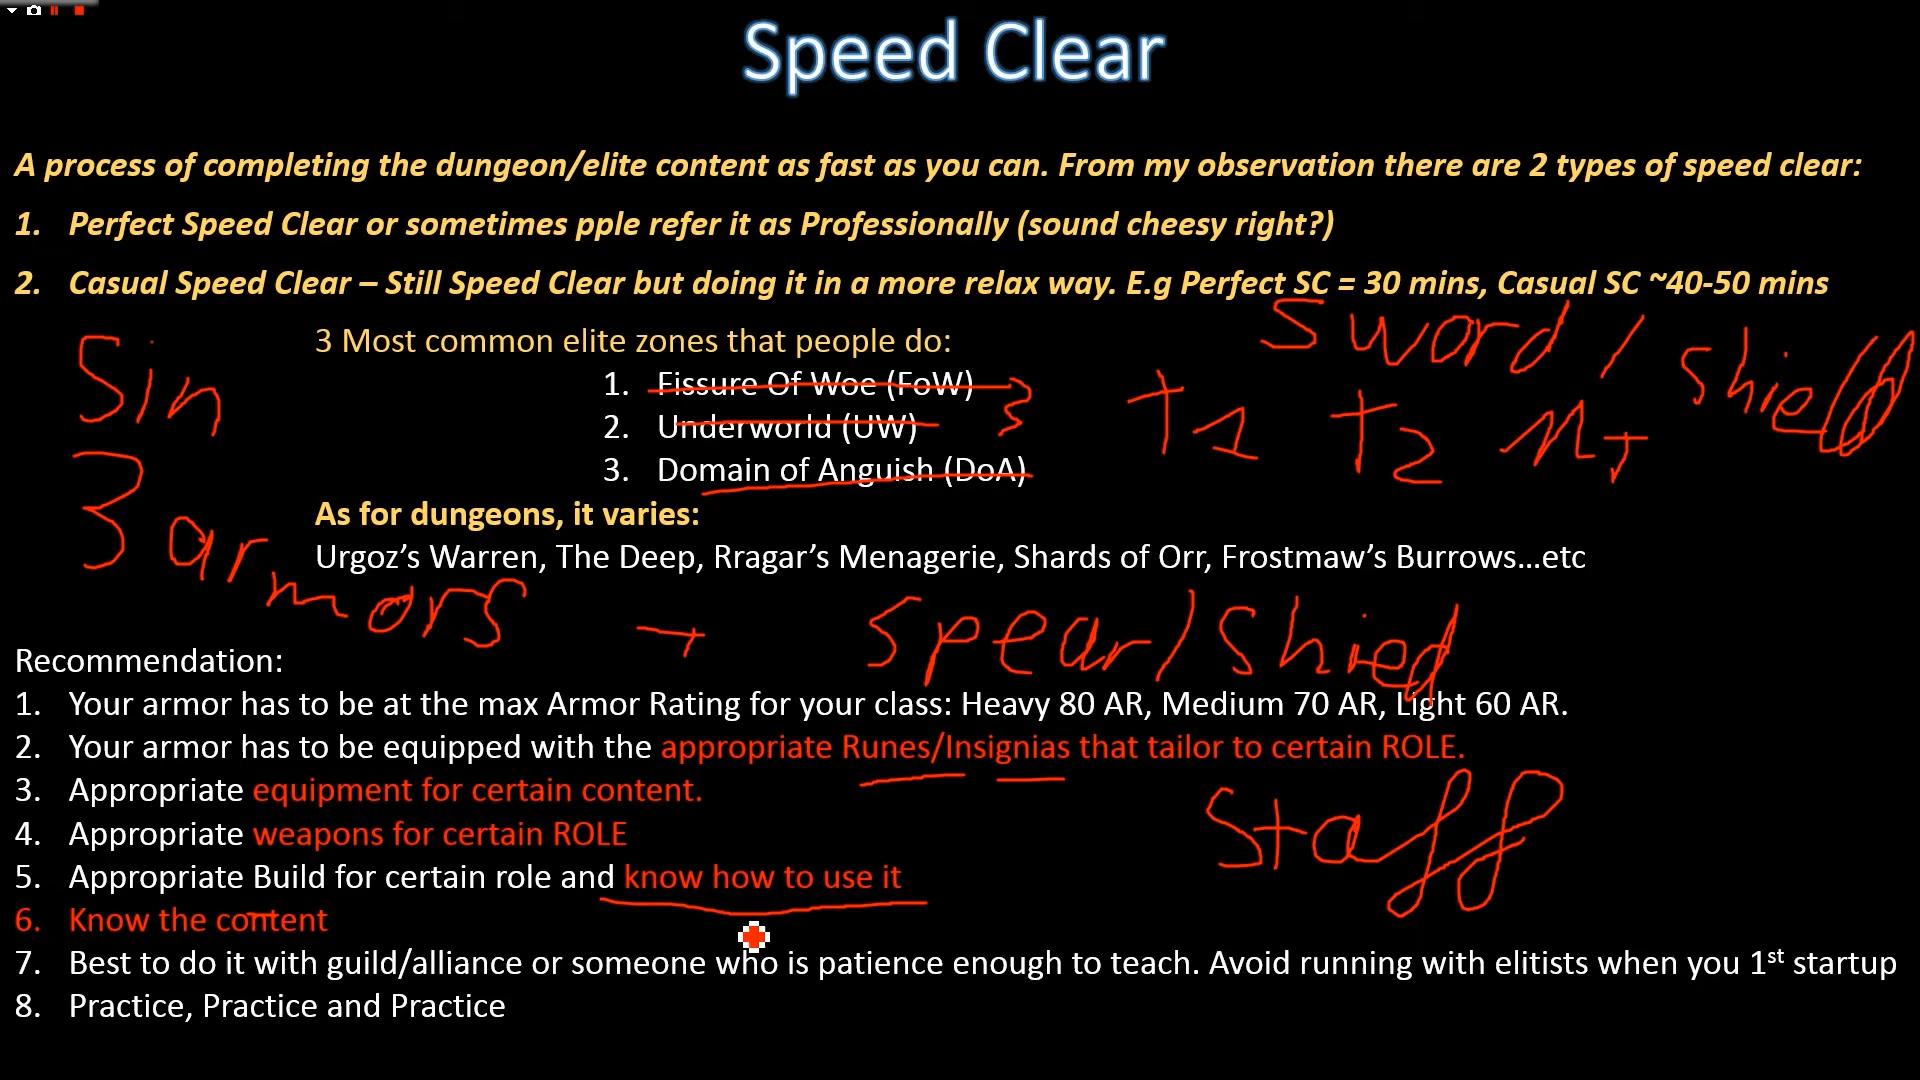 Speed Clear
A process of completing the dungeon/elite content as fast as you can. From my observation there are 2 types of speed clear:
1. Perfect Speed Clear or sometimes pple refer it as Professionally (sound cheesy right?)
2. Casual Speed Clear – Still Speed Clear but doing it in a more relax way. E.g Perfect SC = 30 mins, Casual SC ~40-50 mins
Sword / Shield
Sin
3 Most common elite zones that people do:
1. Fissure Of Woe (FoW)
2. Underworld (UW)
3. Domain of Anguish (DoA)
3
T1 T2 MT
3 armors
As for dungeons, it varies:
Urgoz’s Warren, The Deep, Rragar’s Menagerie, Shards of Orr, Frostmaw’s Burrows…etc
Spear/Shied
Recommendation:
1. Your armor has to be at the max Armor Rating for your class: Heavy 80 AR, Medium 70 AR, Light 60 AR.
2. Your armor has to be equipped with the appropriate Runes/Insignias that tailor to certain ROLE.
3. Appropriate equipment for certain content.
4. Appropriate weapons for certain ROLE
Staff
5. Appropriate Build for certain role and know how to use it
6. Know the content
7. Best to do it with guild/alliance or someone who is patience enough to teach. Avoid running with elitists when you 1st startup
8. Practice, Practice and Practice